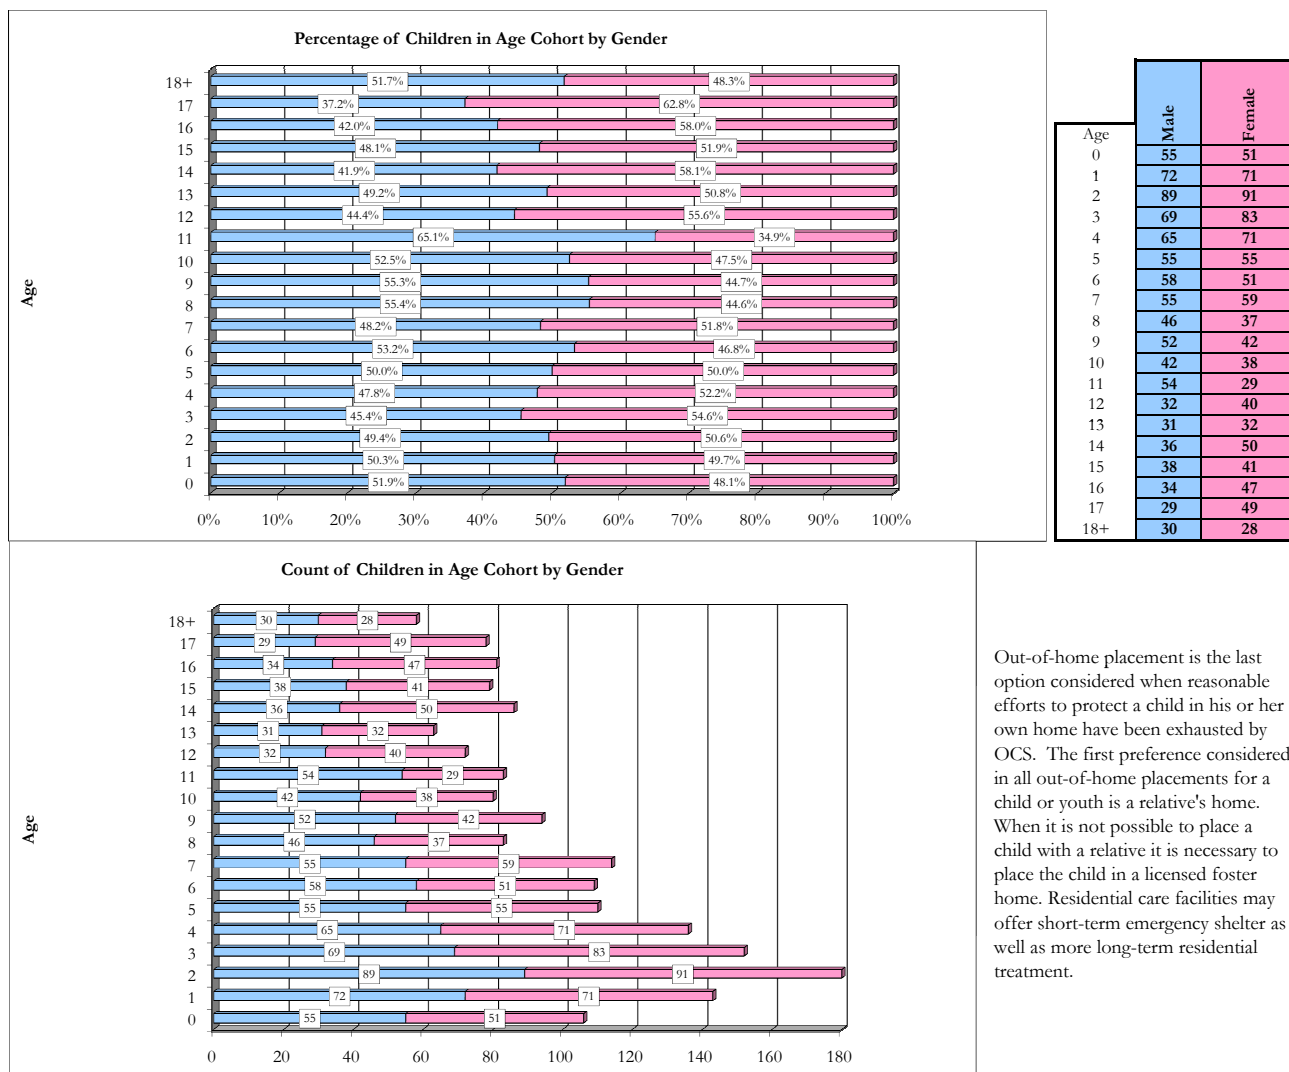 Percentage of Children in Age Cohort by Gender
Age
18+ 51.7% 48.3%
17 37.2% 62.8%
16 42.0% 58.0%
15 48.1% 51.9%
14 41.9% 58.1%
13 49.2% 50.8%
12 44.4% 55.6%
11 65.1% 34.9%
10 52.5% 47.5%
9 55.3% 44.7%
8 55.4% 44.6%
7 48.2% 51.8%
6 53.2% 46.8%
5 50.0% 50.0%
4 47.8% 52.2%
3 45.4% 54.6%
2 49.4% 50.6%
1 50.3% 49.7%
0 51.9% 48.1%
0% 10% 20% 30% 40% 50% 60% 70% 80% 90% 100%
Age Male Female
0 55 51
1 72 71
2 89 91
3 69 83
4 65 71
5 55 55
6 58 51
7 55 59
8 46 37
9 52 42
10 42 38
11 54 29
12 32 40
13 31 32
14 36 50
15 38 41
16 34 47
17 29 49
18+ 30 28
Count of Children in Age Cohort by Gender
Age
18+ 30 28
17 29 49
16 34 47
15 38 41
14 36 50
13 31 32
12 32 40
11 54 29
10 42 38
9 52 42
8 46 37
7 55 59
6 58 51
5 55 55
4 65 71
3 69 83
2 89 91
1 72 71
0 55 51
0 20 40 60 80 100 120 140 160 180
Out-of-home placement is the last
option considered when reasonable
efforts to protect a child in his or her
own home have been exhausted by
OCS. The first preference considered
in all out-of-home placements for a
child or youth is a relative's home.
When it is not possible to place a
child with a relative it is necessary to
place the child in a licensed foster
home. Residential care facilities may
offer short-term emergency shelter as
well as more long-term residential
treatment.